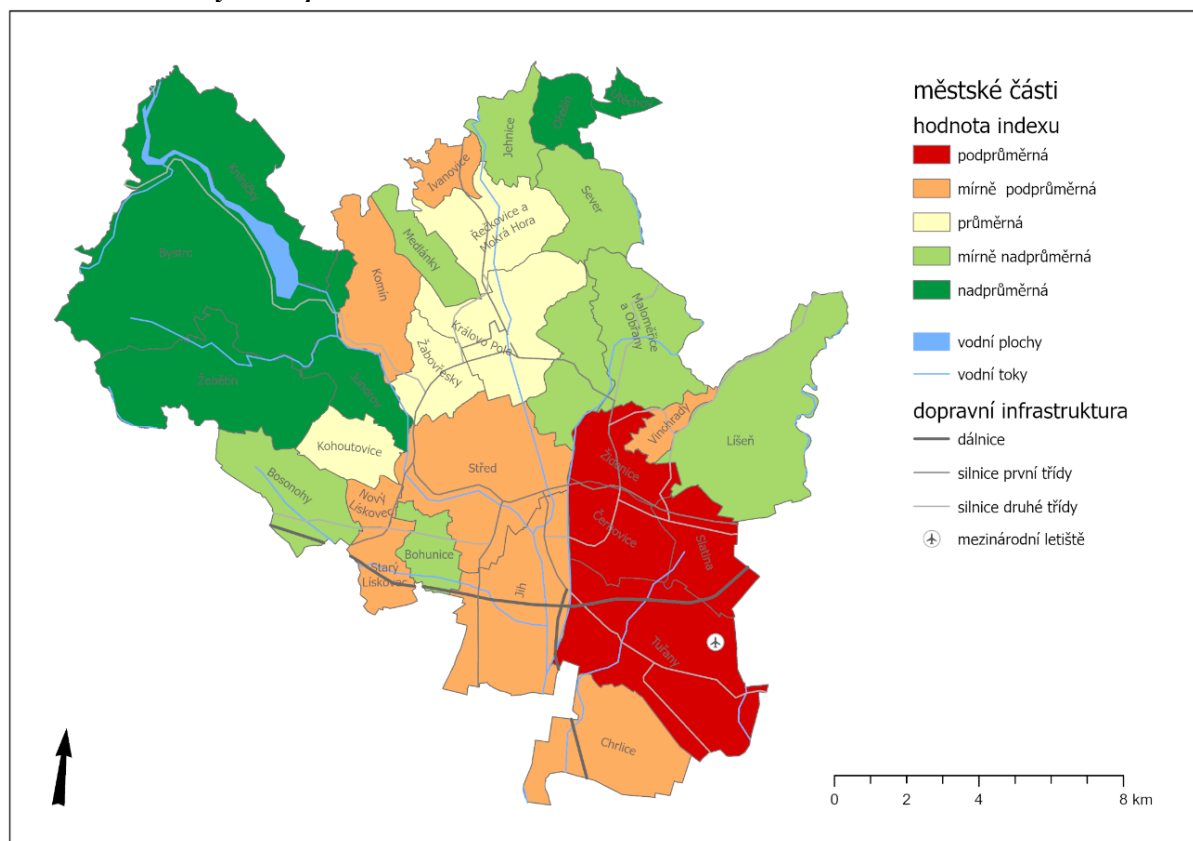 Jehnice
Ořešín
Útěchov
Ivanovice
Sever
Řečkovice a
Mokrá Hora
Medlánky
Kníničky
Bystrc
Komín
Maloměřice
a Obřany
Královo Pole
Žabovřesky
Žebětín
Jundrov
Vinohrady
Líšeň
Kohoutovice
Střed
Židenice
Bosonohy
Nový
Lískovec
Černovice
Slatina
Bohunice
Starý
Lískovec
Jih
Tuřany
Chrlice
městské části
hodnota indexu
podprůměrná
mírně podprůměrná
průměrná
mírně nadprůměrná
nadprůměrná
vodní plochy
vodní toky
dopravní infrastruktura
dálnice
silnice první třídy
silnice druhé třídy
mezinárodní letiště
0 2 4 8 km